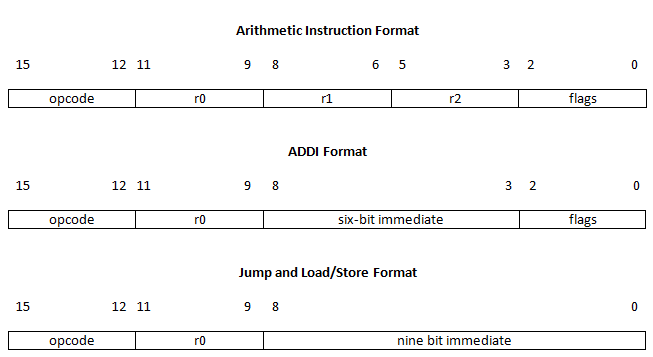 Arithmetic Instruction Format
15 12 11 9 8 6 5 3 2 0
opcode r0 r1 r2 flags
ADDI Format
15 12 11 9 8 3 2 0
opcode r0 six-bit immediate flags
Jump and Load/Store Format
15 12 11 9 8 0
opcode r0 nine bit immediate